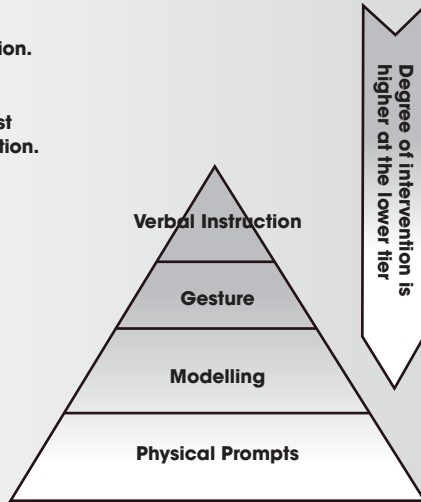 ion.
st
tion.
Degree of intervention is
higher at the lower tier
Verbal Instruction
Gesture
Modelling
Physical Prompts